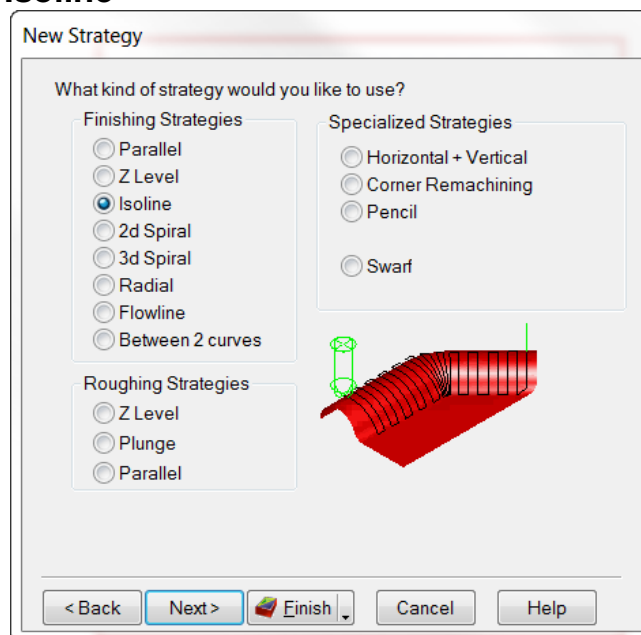 Isoline
New Strategy
What kind of strategy would you like to use?
Finishing Strategies
Parallel
Z Level
Isoline
2d Spiral
3d Spiral
Radial
Flowline
Between 2 curves
Roughing Strategies
Z Level
Plunge
Parallel
Specialized Strategies
Horizontal + Vertical
Corner Remachining
Pencil
Swarf
< Back
Next >
Finish
Cancel
Help